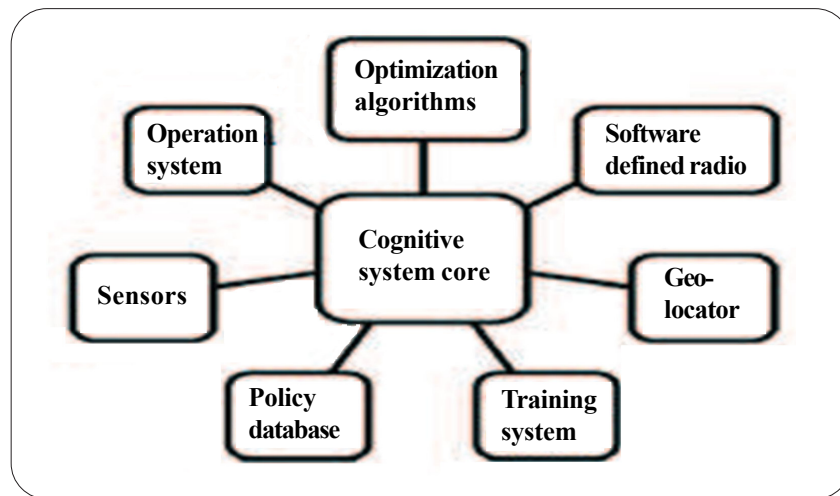 Optimization
algorithms
Operation
system
Software
defined radio
Cognitive
system core
Sensors
Geo-
locator
Policy
database
Training
system